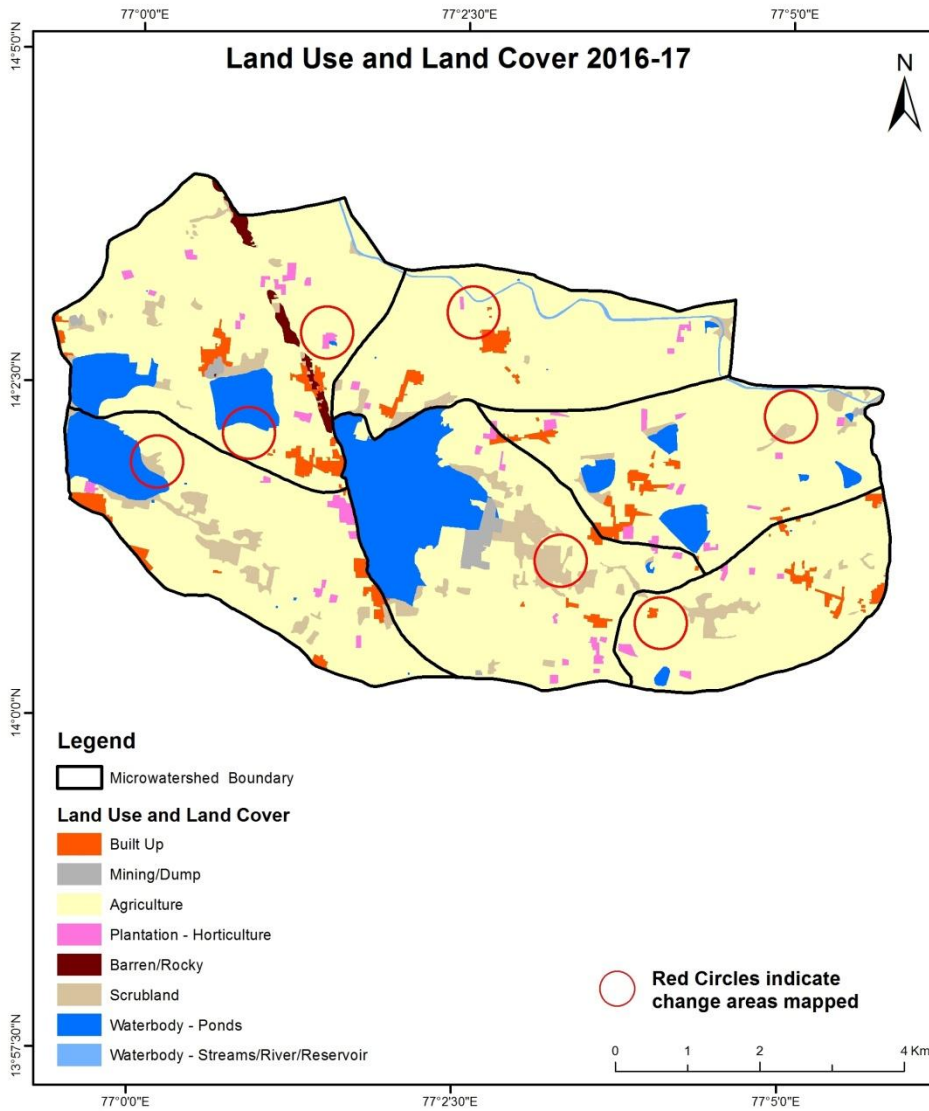 77°0'0"E 77°2'30"E 77°5'0"E
14°5'0"N
Land Use and Land Cover 2016-17
N
14°2'30"N
14°0'0"N
Legend
Microwatershed Boundary
Land Use and Land Cover
Built Up
Mining/Dump
Agriculture
Plantation - Horticulture
Barren/Rocky
Scrubland
Waterbody - Ponds
Waterbody - Streams/River/Reservoir
Red Circles indicate
change areas mapped
13°57'30"N
0 1 2 4 Km
77°0'0"E 77°2'30"E 77°5'0"E